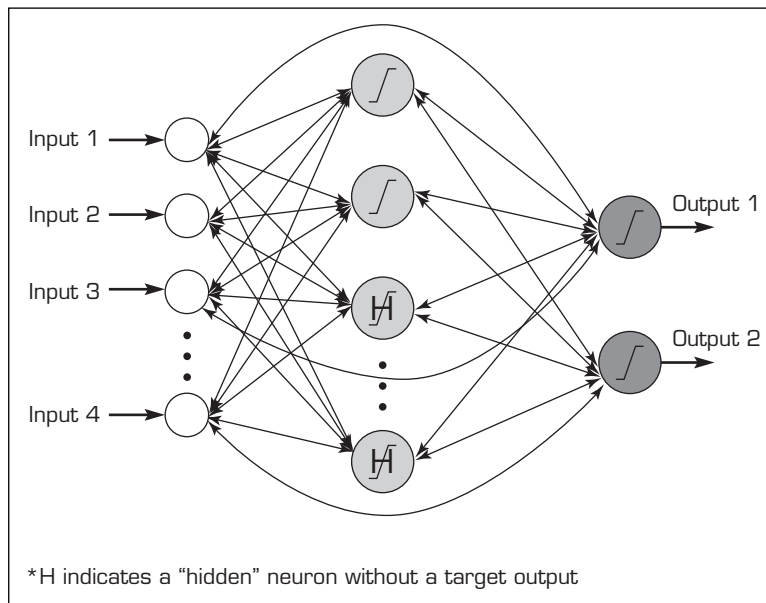 Input 1
Input 2
Input 3
Input 4
H
H
Output 1
Output 2
*H indicates a “hidden” neuron without a target output